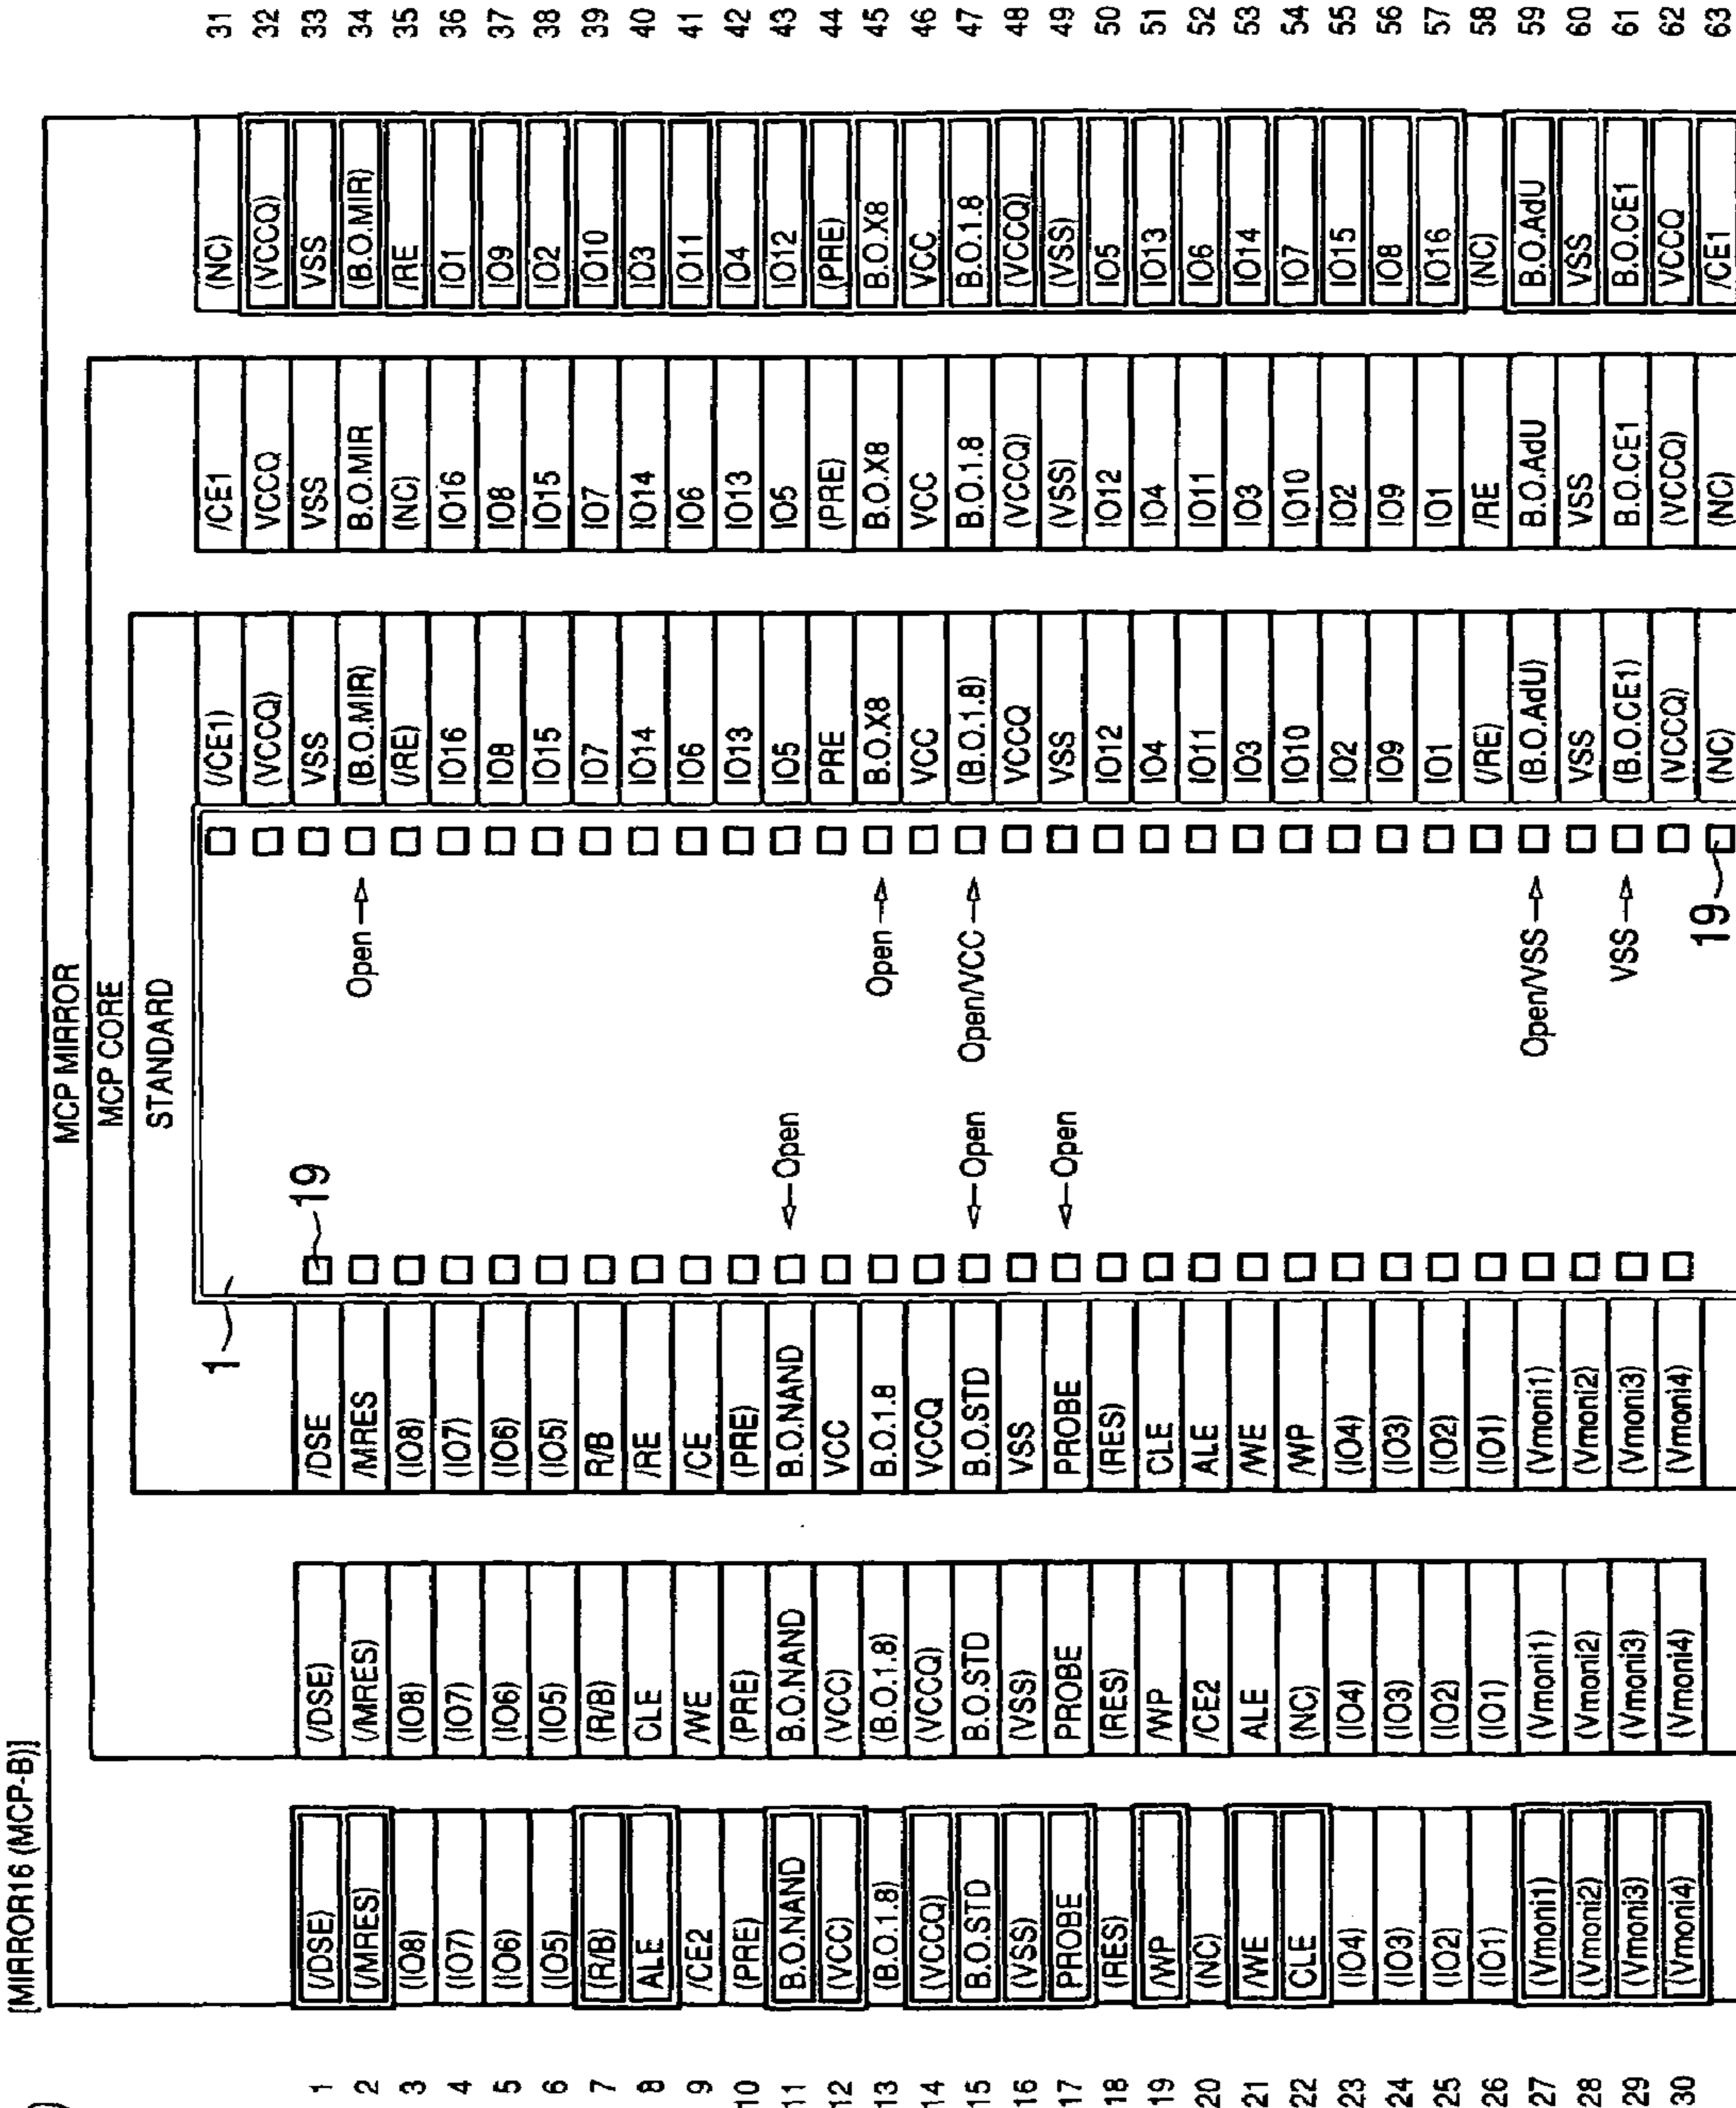 [MIRROR16 (MCP-B)]
MCP MIRROR
MCP CORE
STANDARD
1 (/CE1) /CE1 (NC) 31
(VCCQ) VCCQ (VCCQ) 32
1 (/DSE) (/DSE) /DSE 19 VSS VSS VSS 33
2 (/MRES) (/MRES) /MRES Open→ (B.O.MIR) B.O.MIR (B.O.MIR) 34
3 (IO8) (IO8) (IO8) (/RE) (NC) /RE 35
4 (IO7) (IO7) (IO7) IO16 IO16 IO1 36
5 (IO6) (IO6) (IO6) IO8 IO8 IO9 37
6 (IO5) (IO5) (IO5) IO15 IO15 IO2 38
7 (R/B) (R/B) R/B IO7 IO7 IO10 39
8 ALE CLE /RE IO14 IO14 IO3 40
9 /CE2 /WE /CE IO6 IO6 IO11 41
10 (PRE) (PRE) (PRE) IO13 IO13 IO4 42
11 B.O.NAND B.O.NAND B.O.NAND ←Open IO5 IO5 IO12 43
12 (VCC) (VCC) VCC PRE (PRE) (PRE) 44
13 (B.O.1.8) (B.O.1.8) B.O.1.8 Open→ B.O.X8 B.O.X8 B.O.X8 45
14 (VCCQ) (VCCQ) VCCQ VCC VCC VCC 46
15 B.O.STD B.O.STD B.O.STD ←Open Open/VCC→ (B.O.1.8) B.O.1.8 B.O.1.8 47
16 (VSS) (VSS) VSS VCCQ (VCCQ) (VCCQ) 48
17 PROBE PROBE PROBE ←Open VSS (VSS) (VSS) 49
18 (RES) (RES) (RES) IO12 IO12 IO5 50
19 /WP /WP CLE IO4 IO4 IO13 51
20 (NC) /CE2 ALE IO11 IO11 IO6 52
21 /WE ALE /WE IO3 IO3 IO14 53
22 CLE (NC) /WP IO10 IO10 IO7 54
23 (IO4) (IO4) (IO4) IO2 IO2 IO15 55
24 (IO3) (IO3) (IO3) IO9 IO9 IO8 56
25 (IO2) (IO2) (IO2) IO1 IO1 IO16 57
26 (IO1) (IO1) (IO1) (/RE) /RE (NC) 58
27 (Vmoni1) (Vmoni1) (Vmoni1) Open/VSS→ (B.O.AdU) B.O.AdU B.O.AdU 59
28 (Vmoni2) (Vmoni2) (Vmoni2) VSS VSS VSS 60
29 (Vmoni3) (Vmoni3) (Vmoni3) VSS→ (B.O.CE1) B.O.CE1 B.O.CE1 61
30 (Vmoni4) (Vmoni4) (Vmoni4) (VCCQ) (VCCQ) VCCQ 62
19 (NC) (NC) /CE1 63